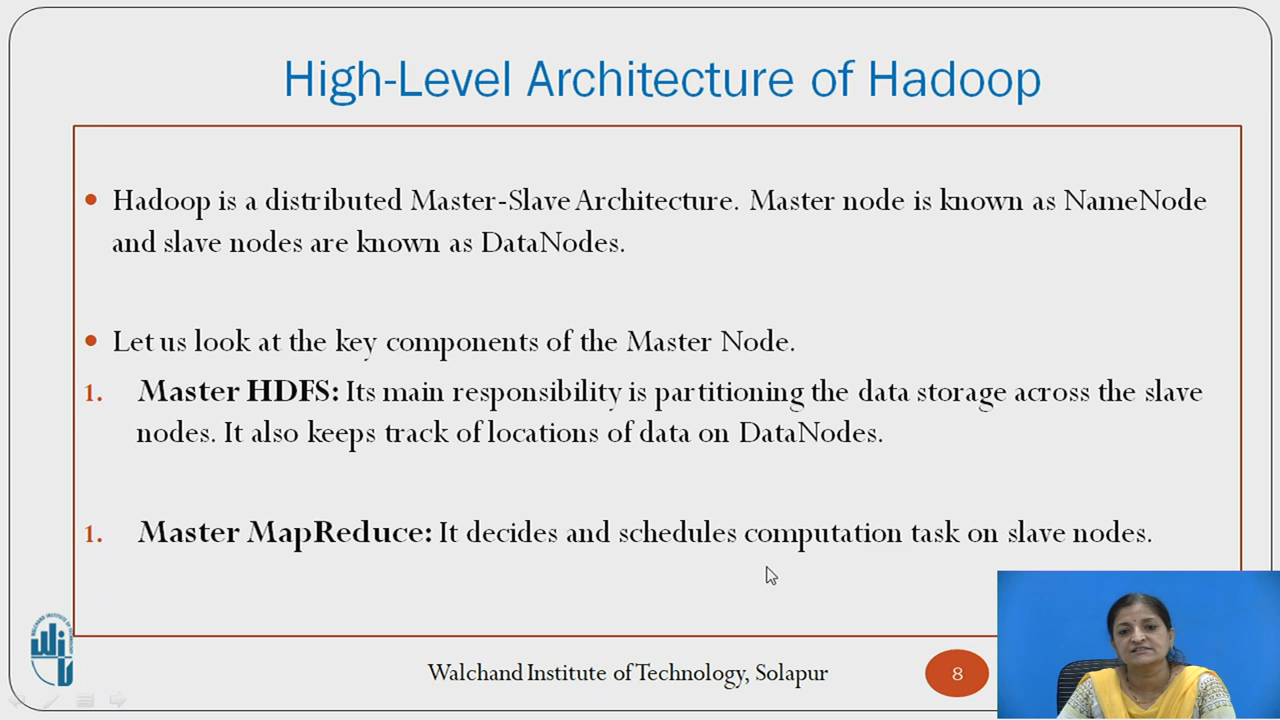 High-Level Architecture of Hadoop
• Hadoop is a distributed Master-Slave Architecture. Master node is known as NameNode
and slave nodes are known as DataNodes.
• Let us look at the key components of the Master Node.
1. Master HDFS: Its main responsibility is partitioning the data storage across the slave
nodes. It also keeps track of locations of data on DataNodes.
1. Master MapReduce: It decides and schedules computation task on slave nodes.
Walchand Institute of Technology, Solapur
8